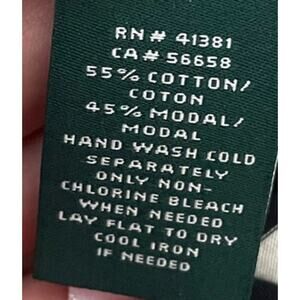 RN# 41381
CA# 56658
55% COTTON/
COTON
45% MODAL/
MODAL
HAND WASH COLD
SEPARATELY
ONLY NON-
CHLORINE BLEACH
WHEN NEEDED
LAY FLAT TO DRY
COOL IRON
IF NEEDED